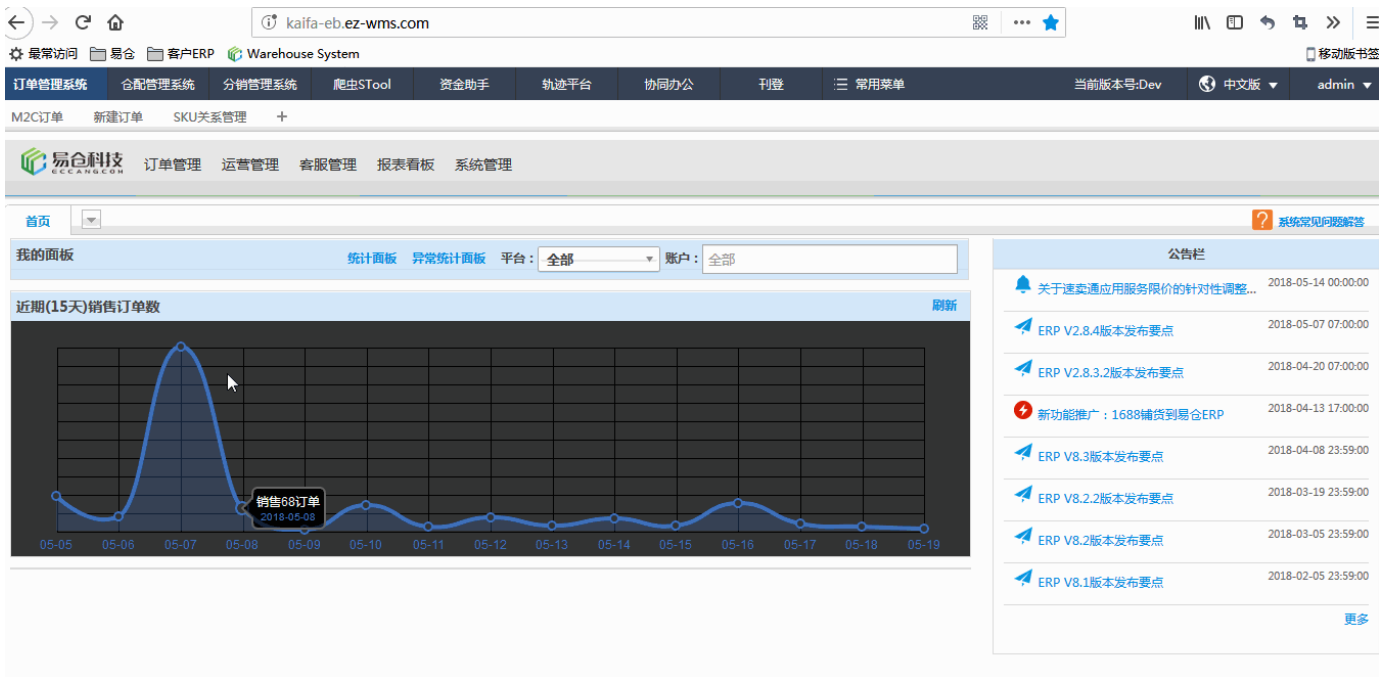 kaifa-eb.ez-wms.com
最常访问 易仓 客户ERP Warehouse System 移动版书签
订单管理系统 仓配管理系统 分销管理系统 爬虫STool 资金助手 轨迹平台 协同办公 刊登 常用菜单 当前版本号:Dev 中文版 admin
M2C订单 新建订单 SKU关系管理 +
易仓科技 订单管理 运营管理 客服管理 报表看板 系统管理
ECCANG.COM
首页 ? 系统常见问题解答
我的面板 统计面板 异常统计面板 平台: 全部 账户: 全部
近期(15天)销售订单数 刷新
销售68订单
2018-05-08
05-05 05-06 05-07 05-08 05-09 05-10 05-11 05-12 05-13 05-14 05-15 05-16 05-17 05-18 05-19
公告栏
关于速卖通应用服务限价的针对性调整... 2018-05-14 00:00:00
ERP V2.8.4版本发布要点 2018-05-07 07:00:00
ERP V2.8.3.2版本发布要点 2018-04-20 07:00:00
新功能推广：1688铺货到易仓ERP 2018-04-13 17:00:00
ERP V8.3版本发布要点 2018-04-08 23:59:00
ERP V8.2.2版本发布要点 2018-03-19 23:59:00
ERP V8.2版本发布要点 2018-03-05 23:59:00
ERP V8.1版本发布要点 2018-02-05 23:59:00
更多